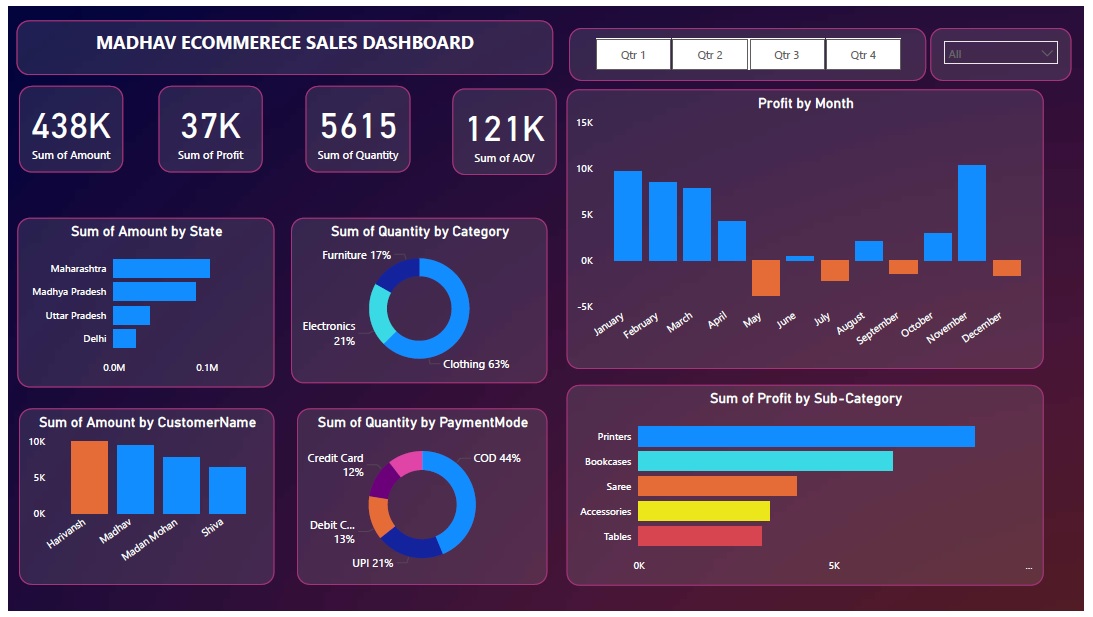 MADHAV ECOMMERECE SALES DASHBOARD
Qtr 1
Qtr 2
Qtr 3
Qtr 4
All
438K
Sum of Amount
37K
Sum of Profit
5615
Sum of Quantity
121K
Sum of AOV
Profit by Month
15K
10K
5K
0K
-5K
January
February
March
April
May
June
July
August
September
October
November
December
Sum of Amount by State
Maharashtra
Madhya Pradesh
Uttar Pradesh
Delhi
0.0M
0.1M
Sum of Quantity by Category
Furniture 17%
Electronics
21%
Clothing 63%
Sum of Amount by CustomerName
10K
5K
0K
Harivansh
Madhav
Madan Mohan
Shiva
Sum of Quantity by PaymentMode
Credit Card
12%
COD 44%
Debit C...
13%
UPI 21%
Sum of Profit by Sub-Category
Printers
Bookcases
Saree
Accessories
Tables
0K
5K
...